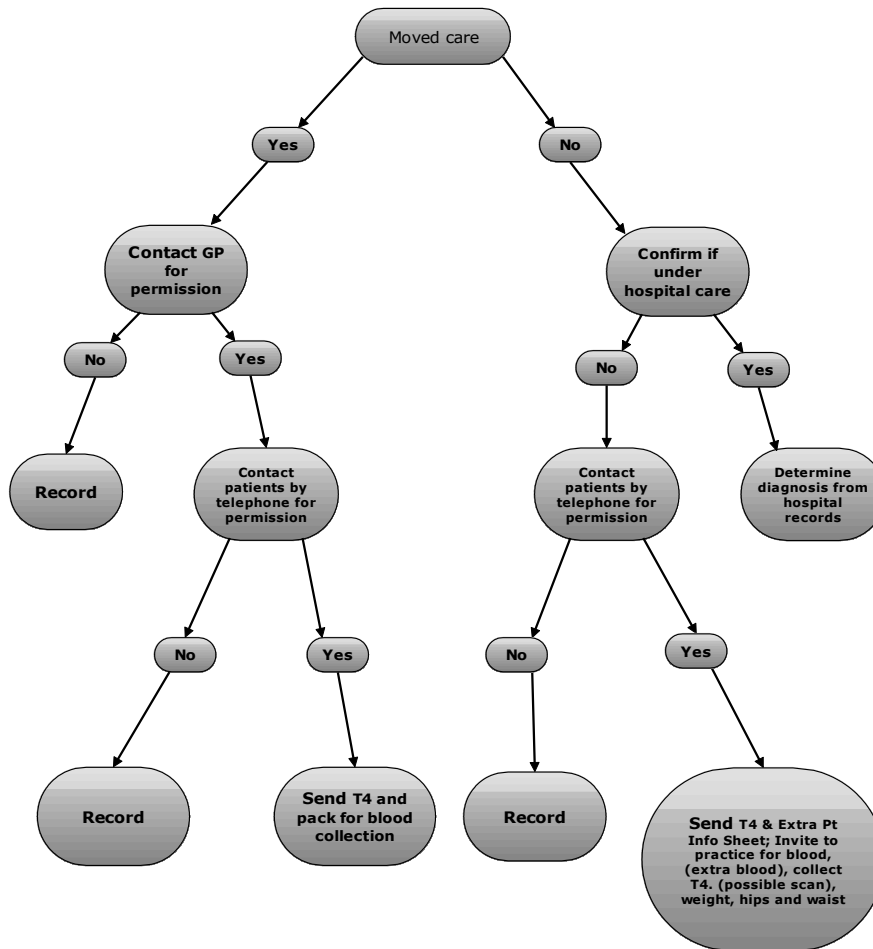 Moved care
Yes
No
Contact GP
for
permission
Confirm if
under
hospital care
No
Yes
No
Yes
Record
Contact
patients by
telephone for
permission
Contact
patients by
telephone for
permission
Determine
diagnosis from
hospital
records
No
Yes
No
Yes
Record
Send T4 and
pack for blood
collection
Record
Send T4 & Extra Pt
Info Sheet; Invite to
practice for blood,
(extra blood), collect
T4. (possible scan),
weight, hips and waist